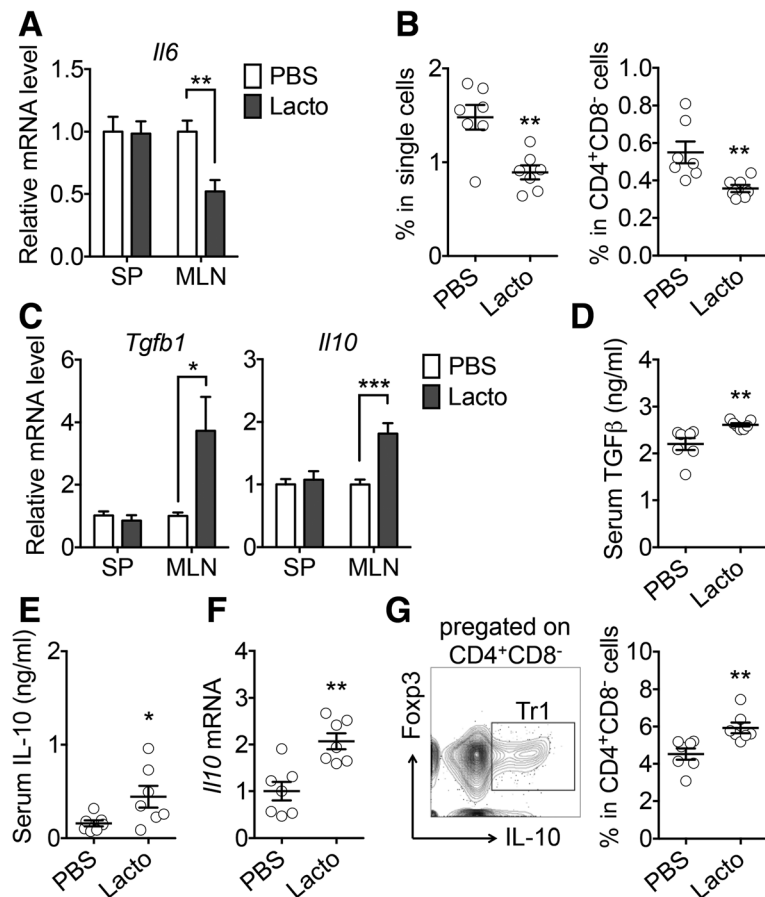 A
Il6
Relative mRNA level
1.5
1.0
0.5
0.0
**
SP
MLN
PBS
Lacto
B
% in single cells
2
1
0
**
PBS
Lacto
% in CD4⁺CD8⁻ cells
1.0
0.8
0.6
0.4
0.2
0.0
**
PBS
Lacto
C
Tgfb1
Relative mRNA level
6
4
2
0
*
SP
MLN
Il10
3
2
1
0
***
SP
MLN
PBS
Lacto
D
Serum TGFβ (ng/ml)
4
3
2
1
0
**
PBS
Lacto
E
Serum IL-10 (ng/ml)
2
1
0
*
PBS
Lacto
F
Il10 mRNA
4
3
2
1
0
**
PBS
Lacto
G
pregated on
CD4⁺CD8⁻
Foxp3
Tr1
IL-10
% in CD4⁺CD8⁻ cells
10
8
6
4
2
0
**
PBS
Lacto